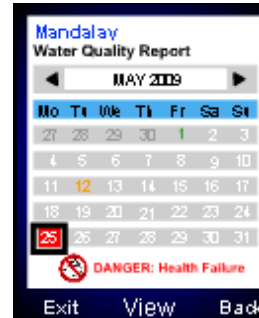 Mandalay
Water Quality Report
MAY 2009
Mo Tu We Th Fr Sa Su
27 28 29 30 1 2 3
4 5 6 7 8 9 10
11 12 13 14 15 16 17
18 19 20 21 22 23 24
25 26 27 28 29 30 31
DANGER: Health Failure
Exit View Back